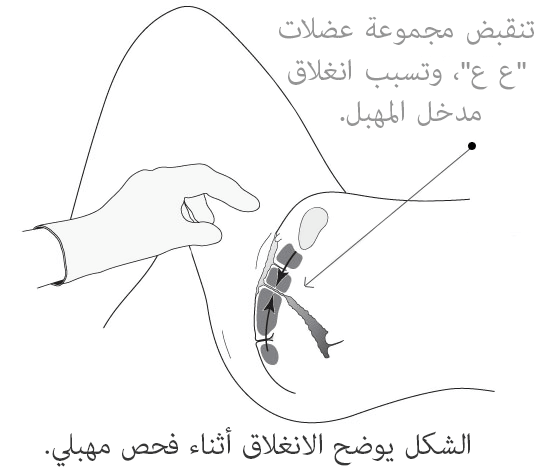 تنقبض مجموعة عضلات
"ع ع"، وتسبب انغلاق
مدخل المهبل.
الشكل يوضح الانغلاق أثناء فحص مهبلي.